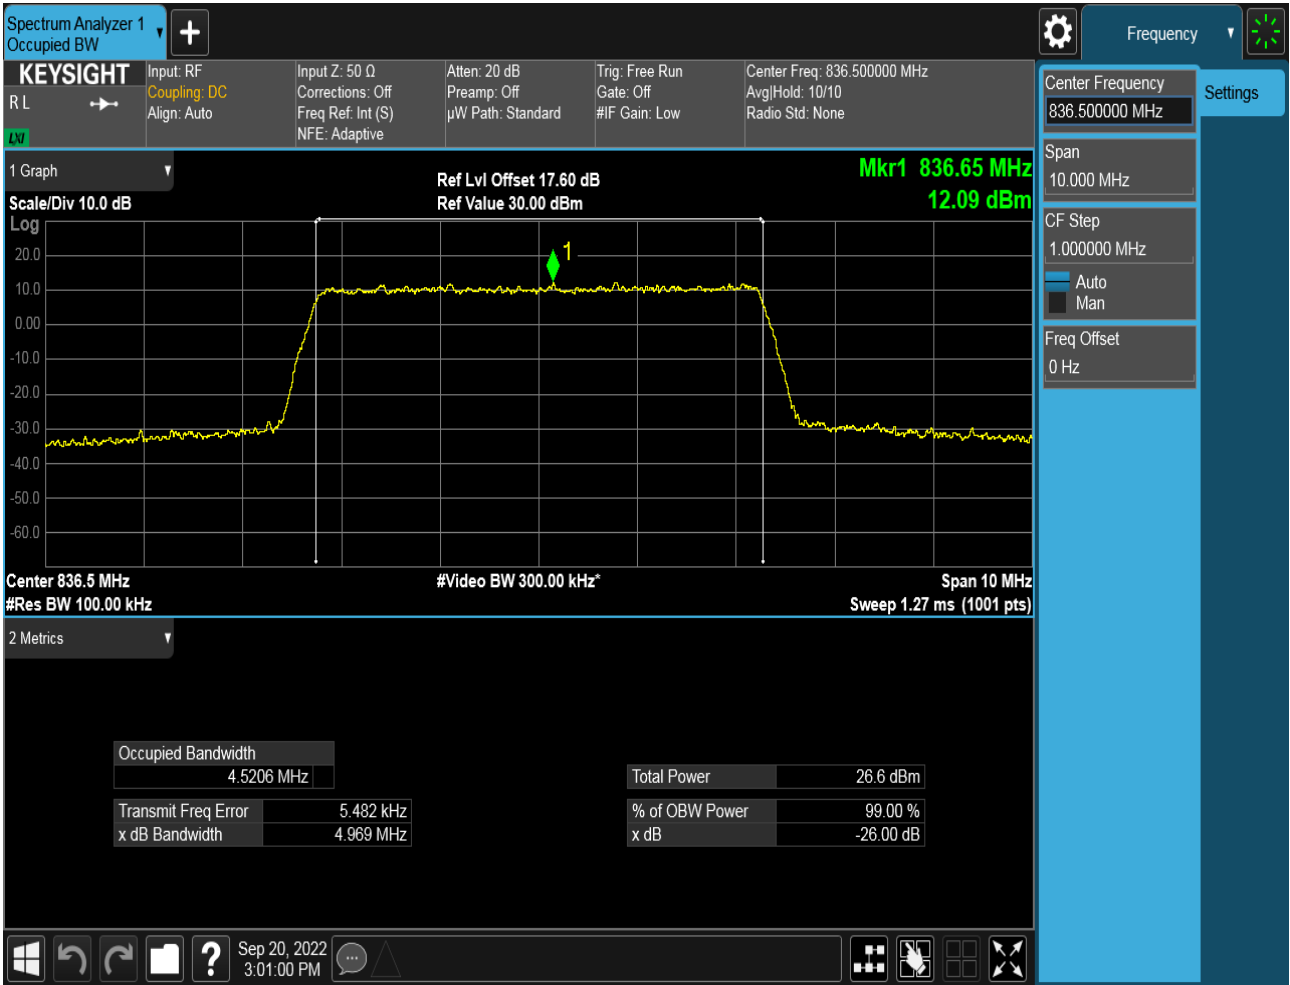 Spectrum Analyzer 1
Occupied BW
Frequency
KEYSIGHT
R L
LXI
Input: RF
Coupling: DC
Align: Auto
Input Z: 50 Ω
Corrections: Off
Freq Ref: Int (S)
NFE: Adaptive
Atten: 20 dB
Preamp: Off
µW Path: Standard
Trig: Free Run
Gate: Off
#IF Gain: Low
Center Freq: 836.500000 MHz
Avg|Hold: 10/10
Radio Std: None
Center Frequency
836.500000 MHz
Settings
Span
10.000 MHz
CF Step
1.000000 MHz
Auto
Man
Freq Offset
0 Hz
1 Graph
Scale/Div 10.0 dB
Ref Lvl Offset 17.60 dB
Ref Value 30.00 dBm
Mkr1 836.65 MHz
12.09 dBm
Log
20.0
10.0
0.00
-10.0
-20.0
-30.0
-40.0
-50.0
-60.0
1
Center 836.5 MHz
#Video BW 300.00 kHz*
Span 10 MHz
#Res BW 100.00 kHz
Sweep 1.27 ms (1001 pts)
2 Metrics
Occupied Bandwidth
4.5206 MHz
Total Power 26.6 dBm
Transmit Freq Error 5.482 kHz
% of OBW Power 99.00 %
x dB Bandwidth 4.969 MHz
x dB -26.00 dB
?
Sep 20, 2022
3:01:00 PM